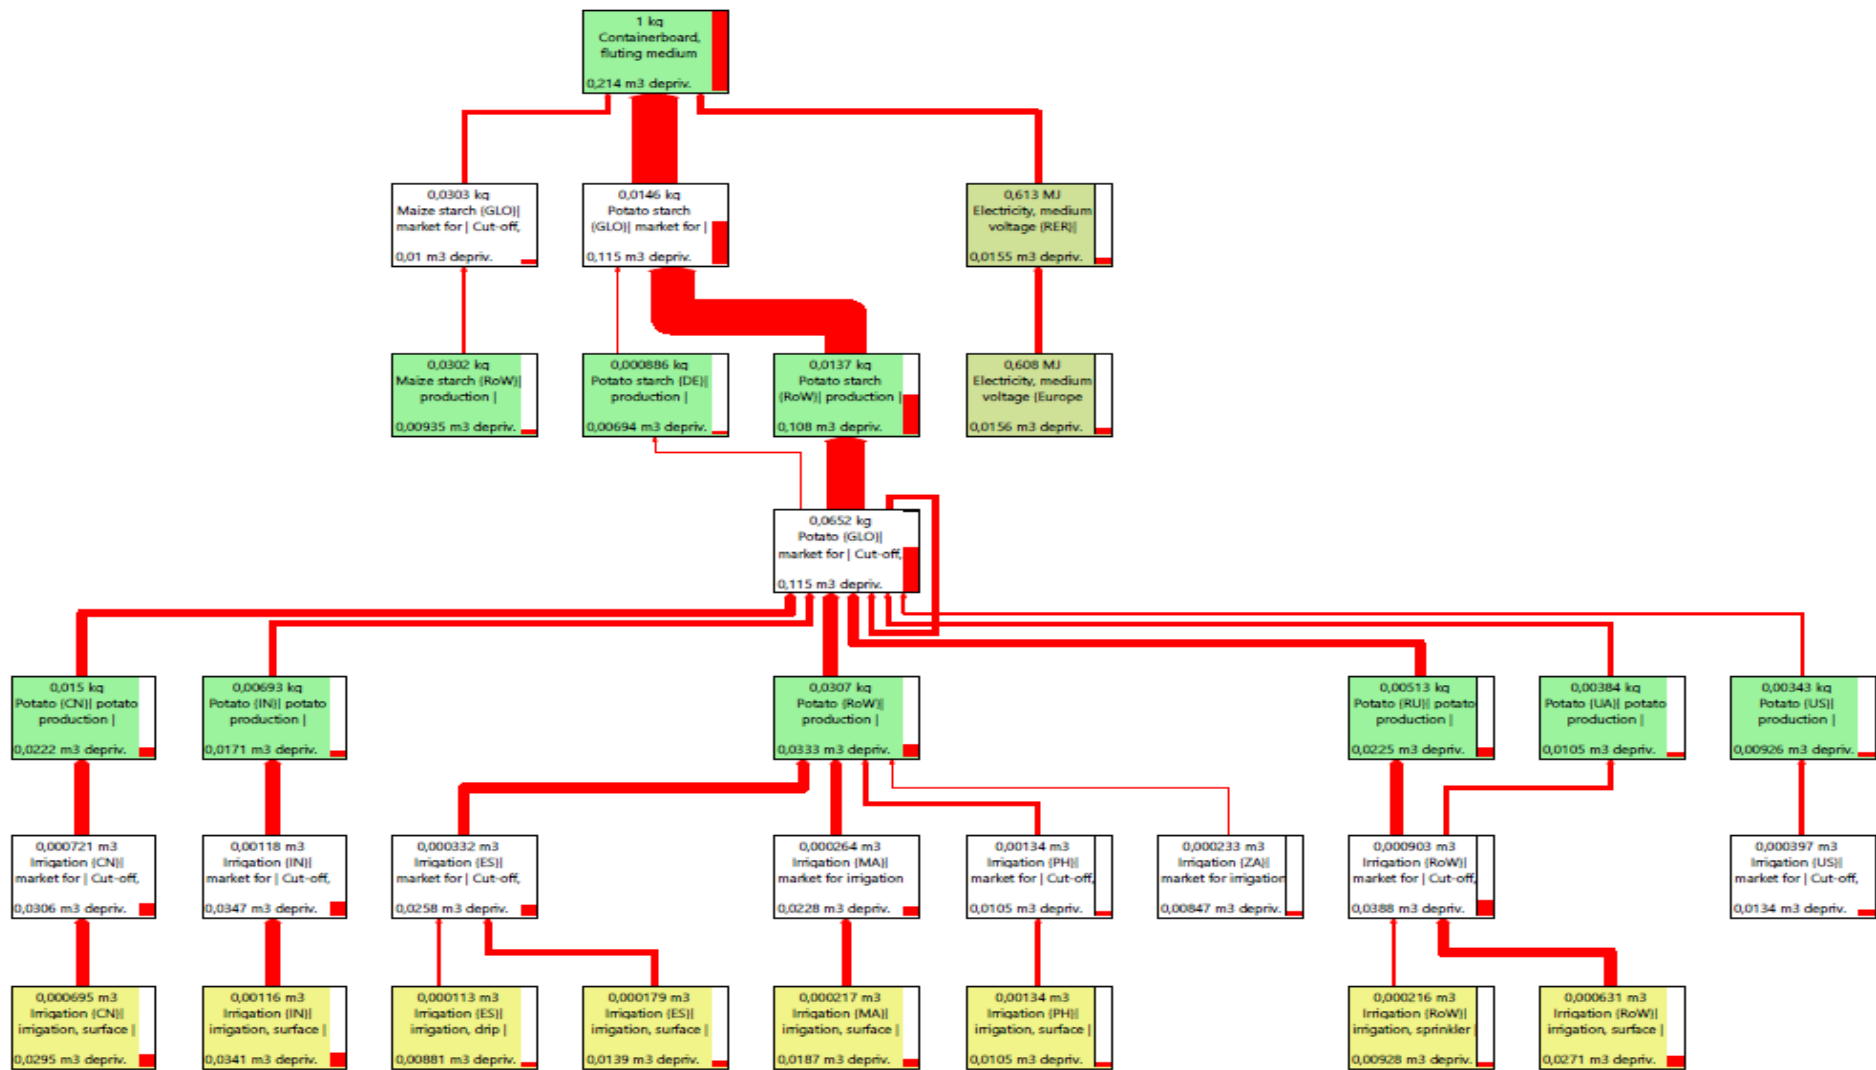 1 kg
Containerboard,
fluting medium
0,214 m3 depriv.
0,0303 kg
Maize starch {GLO}|
market for | Cut-off,
0,01 m3 depriv.
0,0146 kg
Potato starch
{GLO}| market for |
0,115 m3 depriv.
0,613 MJ
Electricity, medium
voltage {RER}|
0,0155 m3 depriv.
0,0302 kg
Maize starch {RoW}|
production |
0,00935 m3 depriv.
0,000886 kg
Potato starch {DE}|
production |
0,00694 m3 depriv.
0,0137 kg
Potato starch
{RoW}| production |
0,108 m3 depriv.
0,608 MJ
Electricity, medium
voltage {Europe
0,0156 m3 depriv.
0,0652 kg
Potato {GLO}|
market for | Cut-off,
0,115 m3 depriv.
0,015 kg
Potato {CN}| potato
production |
0,0222 m3 depriv.
0,00693 kg
Potato {IN}| potato
production |
0,0171 m3 depriv.
0,0307 kg
Potato {RoW}|
production |
0,0333 m3 depriv.
0,00513 kg
Potato {RU}| potato
production |
0,0225 m3 depriv.
0,00384 kg
Potato {UA}| potato
production |
0,0105 m3 depriv.
0,00343 kg
Potato {US}|
production |
0,00926 m3 depriv.
0,000721 m3
Irrigation {CN}|
market for | Cut-off,
0,0306 m3 depriv.
0,00118 m3
Irrigation {IN}|
market for | Cut-off,
0,0347 m3 depriv.
0,000332 m3
Irrigation {ES}|
market for | Cut-off,
0,0258 m3 depriv.
0,000264 m3
Irrigation {MA}|
market for irrigation
0,0228 m3 depriv.
0,00134 m3
Irrigation {PH}|
market for | Cut-off,
0,0105 m3 depriv.
0,000233 m3
Irrigation {ZA}|
market for irrigation
0,00847 m3 depriv.
0,000903 m3
Irrigation {RoW}|
market for | Cut-off,
0,0388 m3 depriv.
0,000397 m3
Irrigation {US}|
market for | Cut-off,
0,0134 m3 depriv.
0,000695 m3
Irrigation {CN}|
irrigation, surface |
0,0295 m3 depriv.
0,00116 m3
Irrigation {IN}|
irrigation, surface |
0,0341 m3 depriv.
0,000113 m3
Irrigation {ES}|
irrigation, drip |
0,00881 m3 depriv.
0,000179 m3
Irrigation {ES}|
irrigation, surface |
0,0139 m3 depriv.
0,000217 m3
Irrigation {MA}|
irrigation, surface |
0,0187 m3 depriv.
0,00134 m3
Irrigation {PH}|
irrigation, surface |
0,0105 m3 depriv.
0,000216 m3
Irrigation {RoW}|
irrigation, sprinkler |
0,00928 m3 depriv.
0,000631 m3
Irrigation {RoW}|
irrigation, surface |
0,0271 m3 depriv.